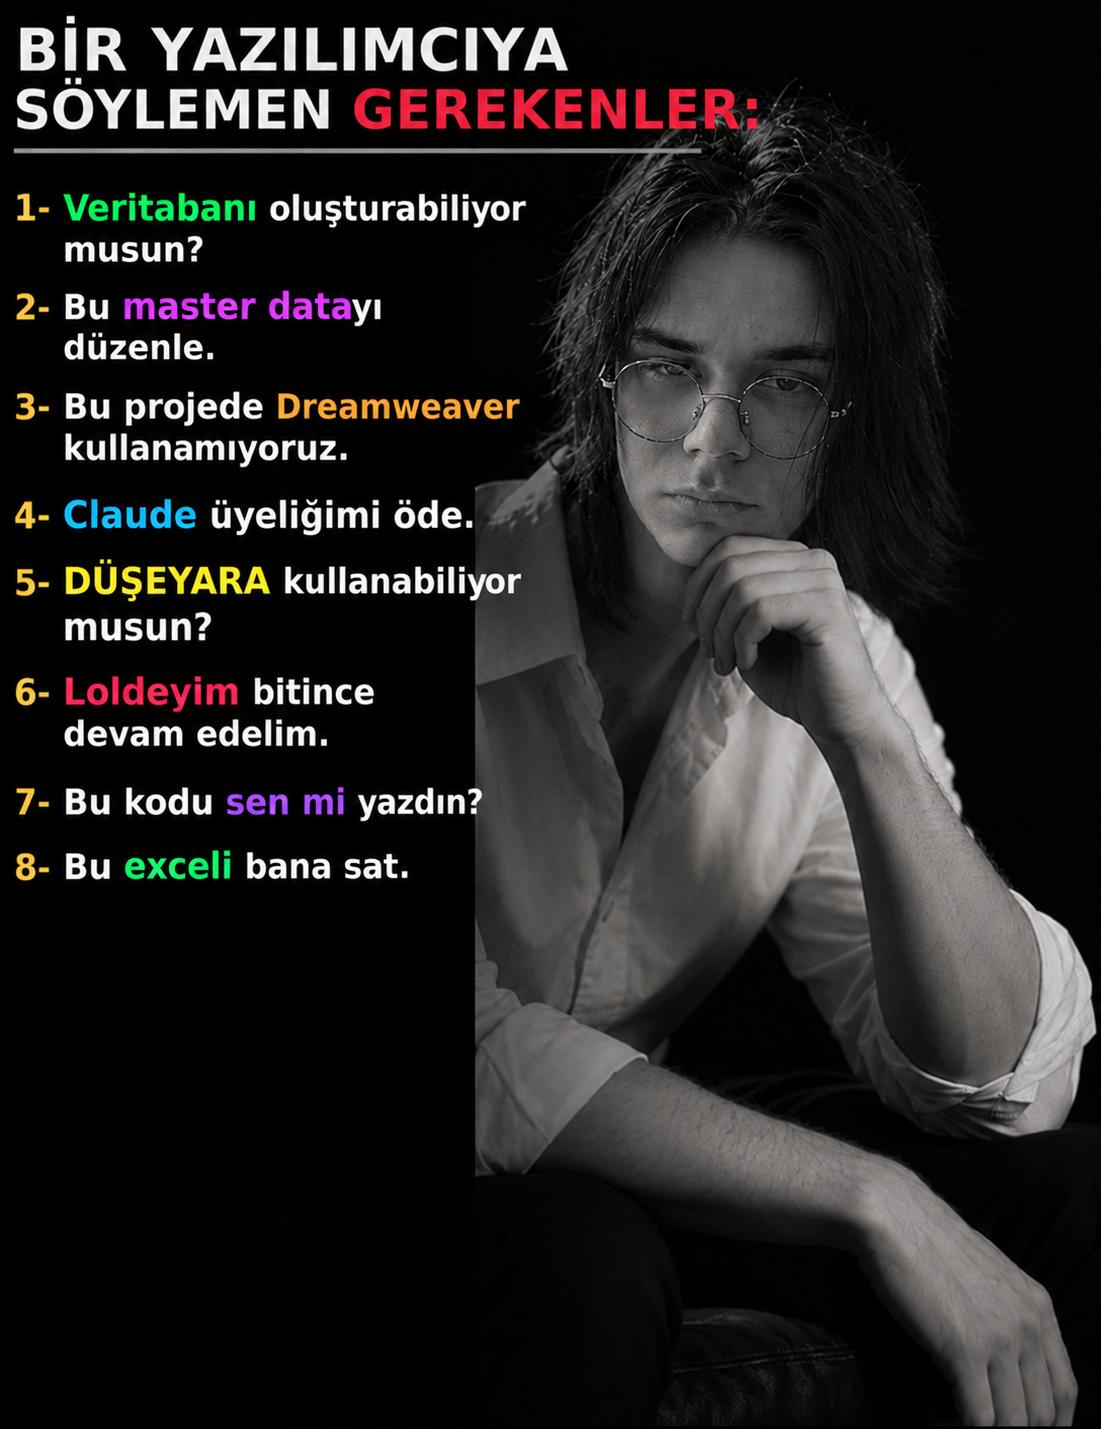 BİR YAZILIMCIYA
SÖYLEMEN GEREKENLER:
1- Veritabanı oluşturabiliyor
musun?
2- Bu master datayı
düzenle.
3- Bu projede Dreamweaver
kullanamıyoruz.
4- Claude üyeliğimi öde.
5- DÜŞEYARA kullanabiliyor
musun?
6- Loldeyim bitince
devam edelim.
7- Bu kodu sen mi yazdın?
8- Bu exceli bana sat.